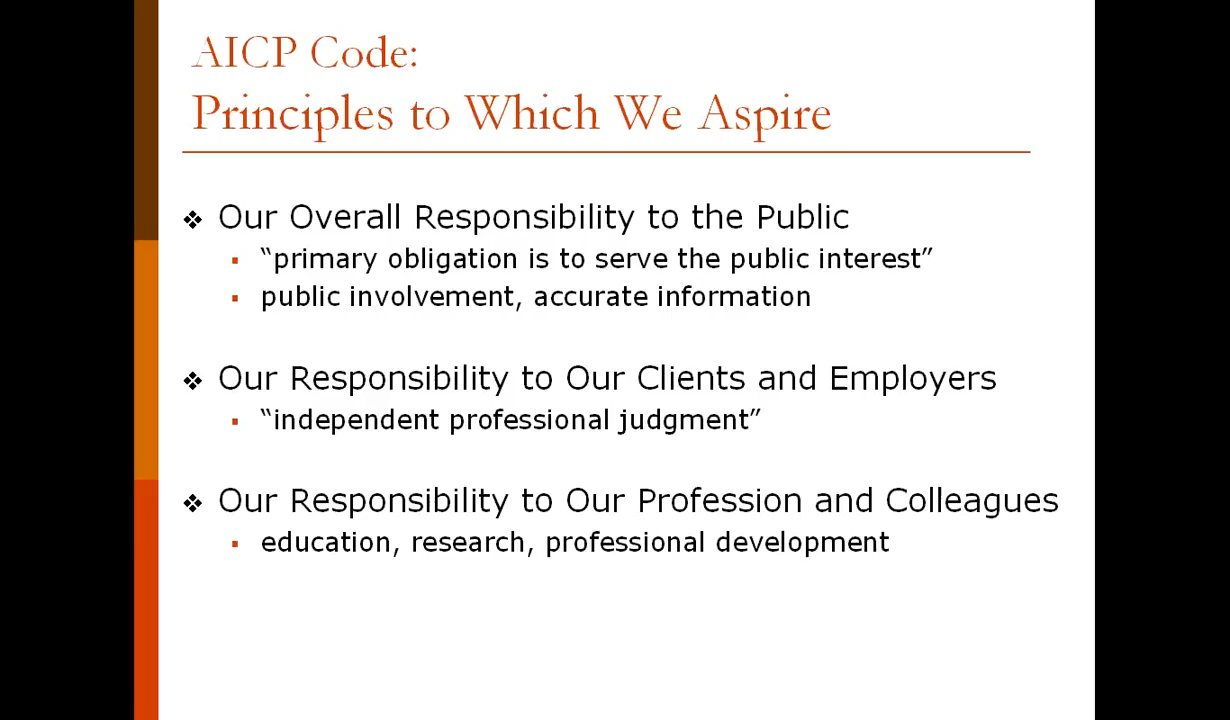 AICP Code:
Principles to Which We Aspire
❖ Our Overall Responsibility to the Public
▪ “primary obligation is to serve the public interest”
▪ public involvement, accurate information
❖ Our Responsibility to Our Clients and Employers
▪ “independent professional judgment”
❖ Our Responsibility to Our Profession and Colleagues
▪ education, research, professional development